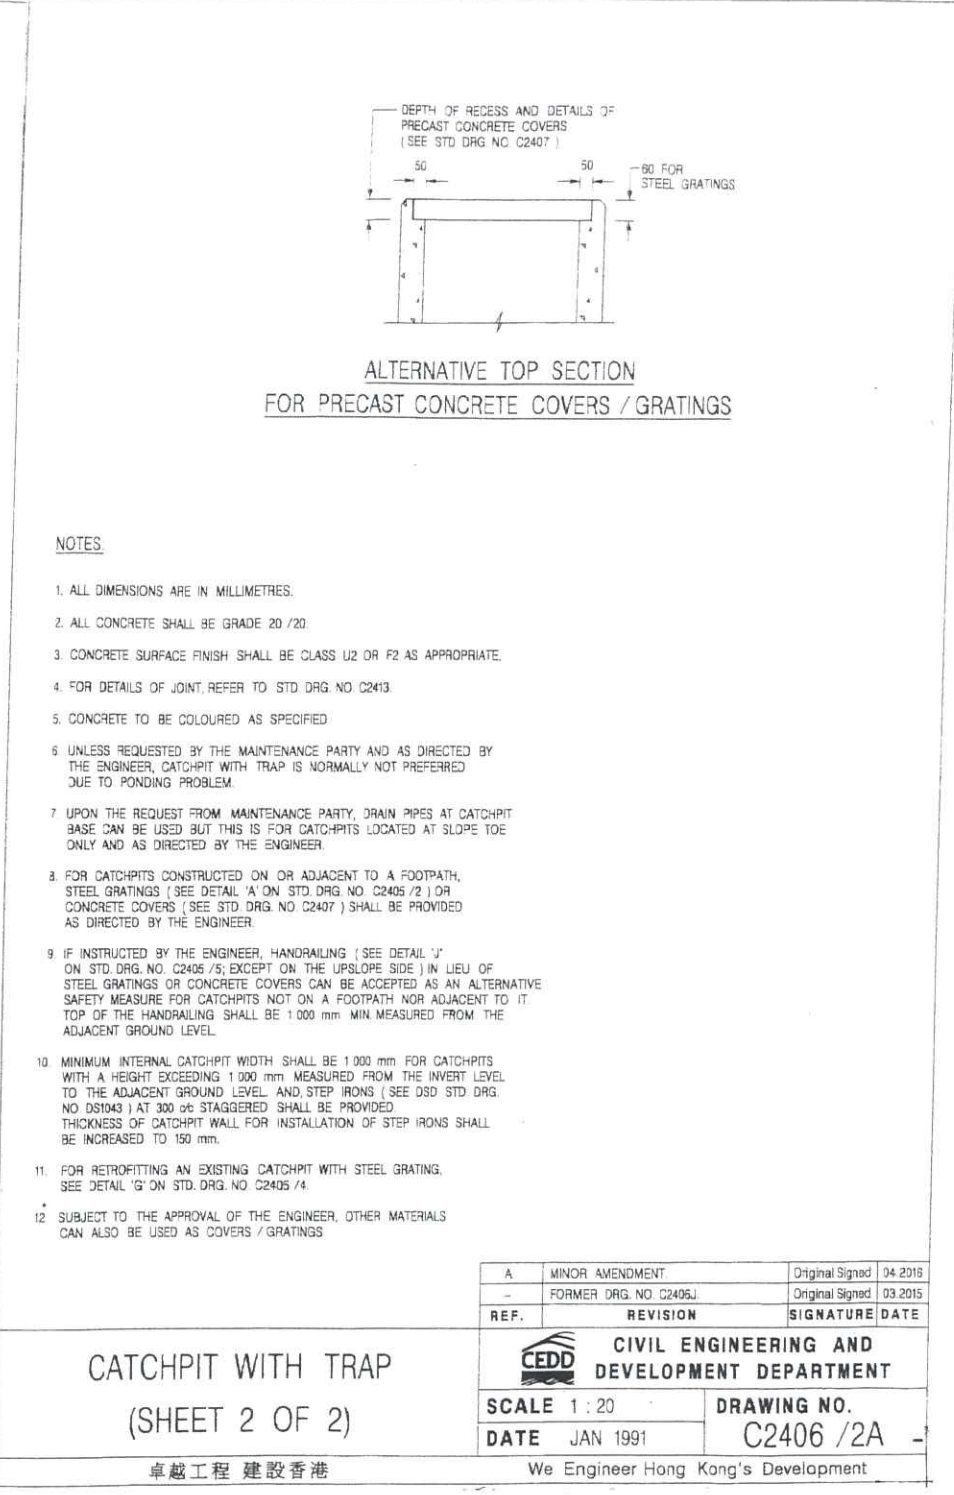 DEPTH OF RECESS AND DETAILS OF
PRECAST CONCRETE COVERS
( SEE STD DRG. NO C2407 )
50
50
60 FOR
STEEL GRATINGS
ALTERNATIVE TOP SECTION
FOR PRECAST CONCRETE COVERS / GRATINGS
NOTES.
1. ALL DIMENSIONS ARE IN MILLIMETRES.
2. ALL CONCRETE SHALL BE GRADE 20 /20
3. CONCRETE SURFACE FINISH SHALL BE CLASS U2 OR F2 AS APPROPRIATE.
4. FOR DETAILS OF JOINT, REFER TO STD. DRG. NO. C2413.
5. CONCRETE TO BE COLOURED AS SPECIFIED
6 UNLESS REQUESTED BY THE MAINTENANCE PARTY AND AS DIRECTED BY
THE ENGINEER, CATCHPIT WITH TRAP IS NORMALLY NOT PREFERRED
DUE TO PONDING PROBLEM.
7 UPON THE REQUEST FROM MAINTENANCE PARTY, DRAIN PIPES AT CATCHPIT
BASE CAN BE USED BUT THIS IS FOR CATCHPITS LOCATED AT SLOPE TOE
ONLY AND AS DIRECTED BY THE ENGINEER.
8. FOR CATCHPITS CONSTRUCTED ON OR ADJACENT TO A FOOTPATH,
STEEL GRATINGS ( SEE DETAIL 'A' ON STD. DRG. NO. C2405 /2 ) OR
CONCRETE COVERS ( SEE STD. DRG. NO. C2407 ) SHALL BE PROVIDED
AS DIRECTED BY THE ENGINEER.
9 IF INSTRUCTED BY THE ENGINEER, HANDRAILING ( SEE DETAIL 'J'
ON STD. DRG. NO. C2405 /5; EXCEPT ON THE UPSLOPE SIDE ) IN LIEU OF
STEEL GRATINGS OR CONCRETE COVERS CAN BE ACCEPTED AS AN ALTERNATIVE
SAFETY MEASURE FOR CATCHPITS NOT ON A FOOTPATH NOR ADJACENT TO IT.
TOP OF THE HANDRAILING SHALL BE 1 000 mm MIN. MEASURED FROM THE
ADJACENT GROUND LEVEL.
10. MINIMUM INTERNAL CATCHPIT WIDTH SHALL BE 1 000 mm FOR CATCHPITS
WITH A HEIGHT EXCEEDING 1 000 mm MEASURED FROM THE INVERT LEVEL
TO THE ADJACENT GROUND LEVEL AND, STEP IRONS ( SEE DSD STD. DRG.
NO. DS1043 ) AT 300 c/c STAGGERED SHALL BE PROVIDED.
THICKNESS OF CATCHPIT WALL FOR INSTALLATION OF STEP IRONS SHALL
BE INCREASED TO 150 mm.
11. FOR RETROFITTING AN EXISTING CATCHPIT WITH STEEL GRATING,
SEE DETAIL 'G' ON STD. DRG. NO. C2405 /4.
12 SUBJECT TO THE APPROVAL OF THE ENGINEER, OTHER MATERIALS
CAN ALSO BE USED AS COVERS / GRATINGS
A MINOR AMENDMENT. Original Signed 04.2016
- FORMER DRG. NO. C2406J. Original Signed 03.2015
REF. REVISION SIGNATURE DATE
CATCHPIT WITH TRAP
(SHEET 2 OF 2)
CEDD
CIVIL ENGINEERING AND
DEVELOPMENT DEPARTMENT
SCALE 1 : 20
DATE JAN 1991
DRAWING NO.
C2406 /2A -
卓越工程 建設香港
We Engineer Hong Kong's Development